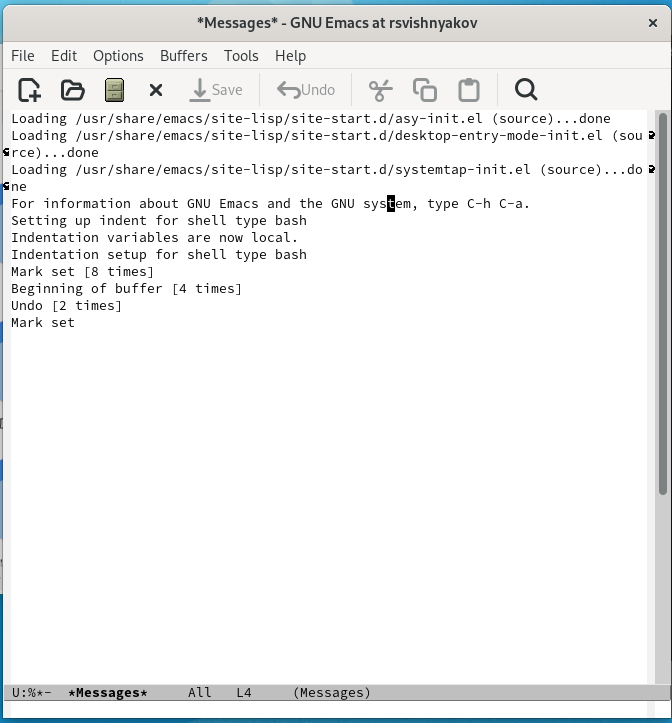 *Messages* - GNU Emacs at rsvishnyakov
File Edit Options Buffers Tools Help
Save Undo
Loading /usr/share/emacs/site-lisp/site-start.d/asy-init.el (source)...done
Loading /usr/share/emacs/site-lisp/site-start.d/desktop-entry-mode-init.el (sou
rce)...done
Loading /usr/share/emacs/site-lisp/site-start.d/systemtap-init.el (source)...do
ne
For information about GNU Emacs and the GNU system, type C-h C-a.
Setting up indent for shell type bash
Indentation variables are now local.
Indentation setup for shell type bash
Mark set [8 times]
Beginning of buffer [4 times]
Undo [2 times]
Mark set
U:%*- *Messages* All L4 (Messages)